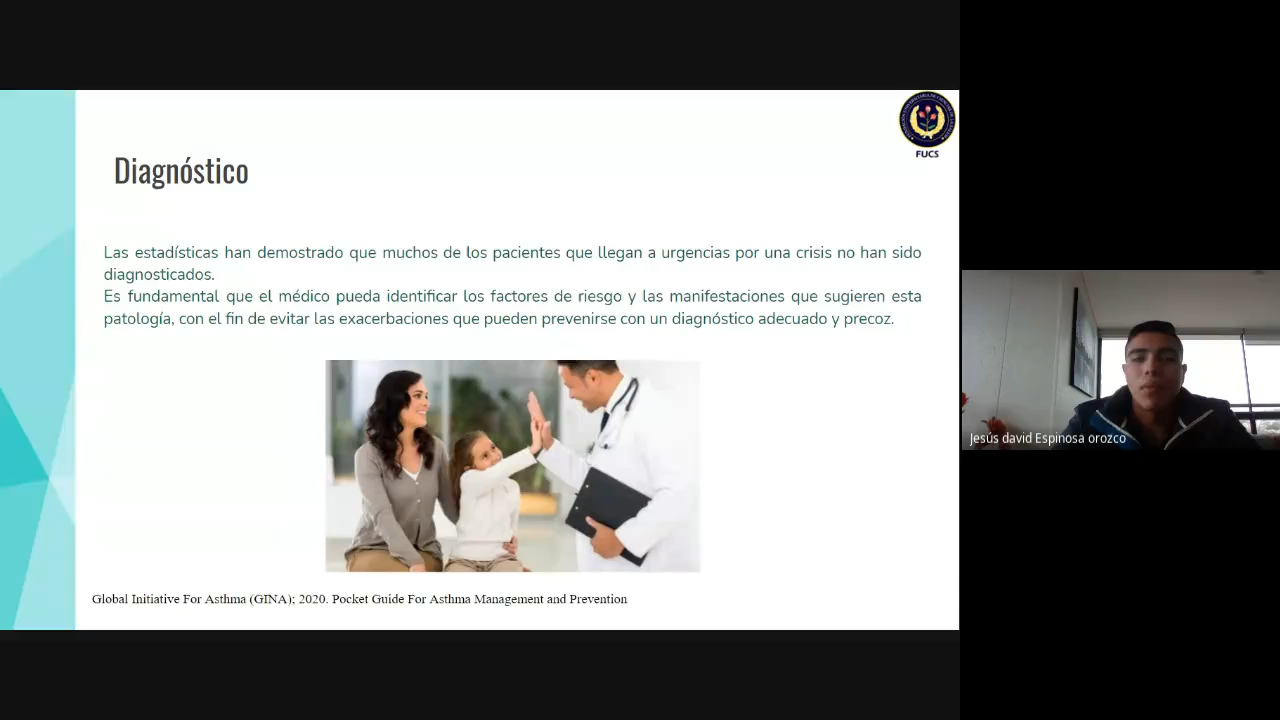 FUCS
Diagnóstico
Las estadísticas han demostrado que muchos de los pacientes que llegan a urgencias por una crisis no han sido
diagnosticados.
Es fundamental que el médico pueda identificar los factores de riesgo y las manifestaciones que sugieren esta
patología, con el fin de evitar las exacerbaciones que pueden prevenirse con un diagnóstico adecuado y precoz.
Jesús david Espinosa orozco
Global Initiative For Asthma (GINA); 2020. Pocket Guide For Asthma Management and Prevention